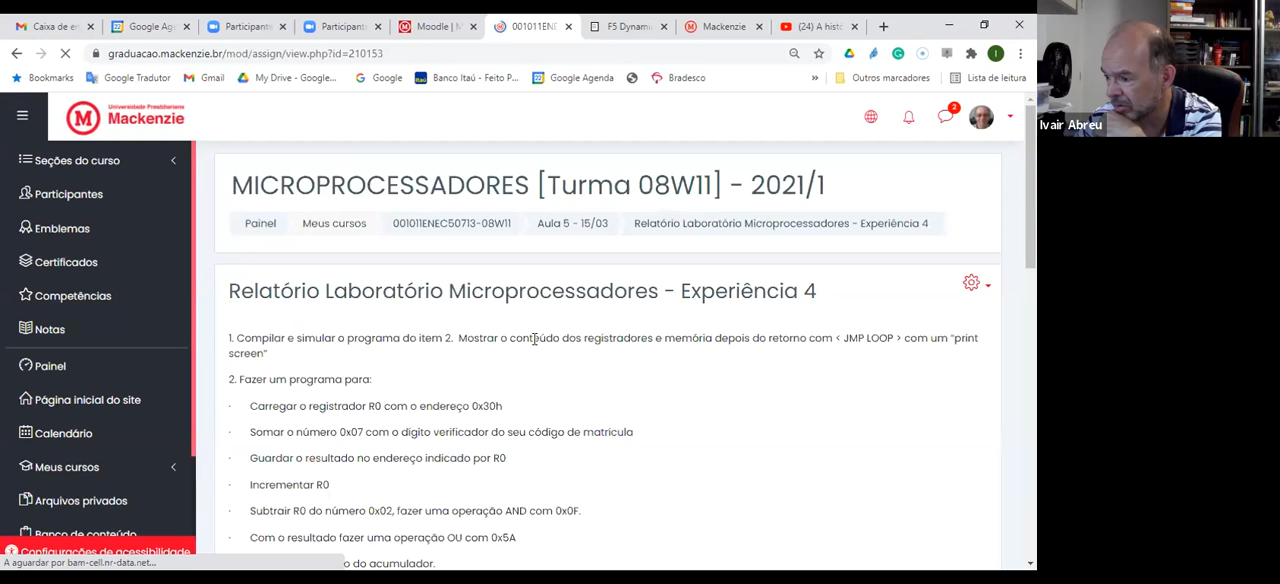 Caixa de en
Google Age
Participant
Participant
Moodle | M
001011ENE
F5 Dynami
Mackenzie
(24) A histó
graduacao.mackenzie.br/mod/assign/view.php?id=210153
Bookmarks
Google Tradutor
Gmail
My Drive - Google...
Google
Banco Itaú - Feito P...
Google Agenda
Bradesco
»
Outros marcadores
Lista de leitura
Universidade Presbiteriana
Mackenzie
2
Ivair Abreu
Seções do curso
Participantes
Emblemas
Certificados
Competências
Notas
Painel
Página inicial do site
Calendário
Meus cursos
Arquivos privados
Banco de conteúdo
Configurações de acessibilidade
A aguardar por bam-cell.nr-data.net...
MICROPROCESSADORES [Turma 08W11] - 2021/1
Painel
Meus cursos
001011ENEC50713-08W11
Aula 5 - 15/03
Relatório Laboratório Microprocessadores - Experiência 4
Relatório Laboratório Microprocessadores - Experiência 4
1. Compilar e simular o programa do item 2. Mostrar o conteúdo dos registradores e memória depois do retorno com < JMP LOOP > com um "print
screen"
2. Fazer um programa para:
· Carregar o registrador R0 com o endereço 0x30h
· Somar o número 0x07 com o digito verificador do seu código de matricula
· Guardar o resultado no endereço indicado por R0
· Incrementar R0
· Subtrair R0 do número 0x02, fazer uma operação AND com 0x0F.
· Com o resultado fazer uma operação OU com 0x5A
o do acumulador.